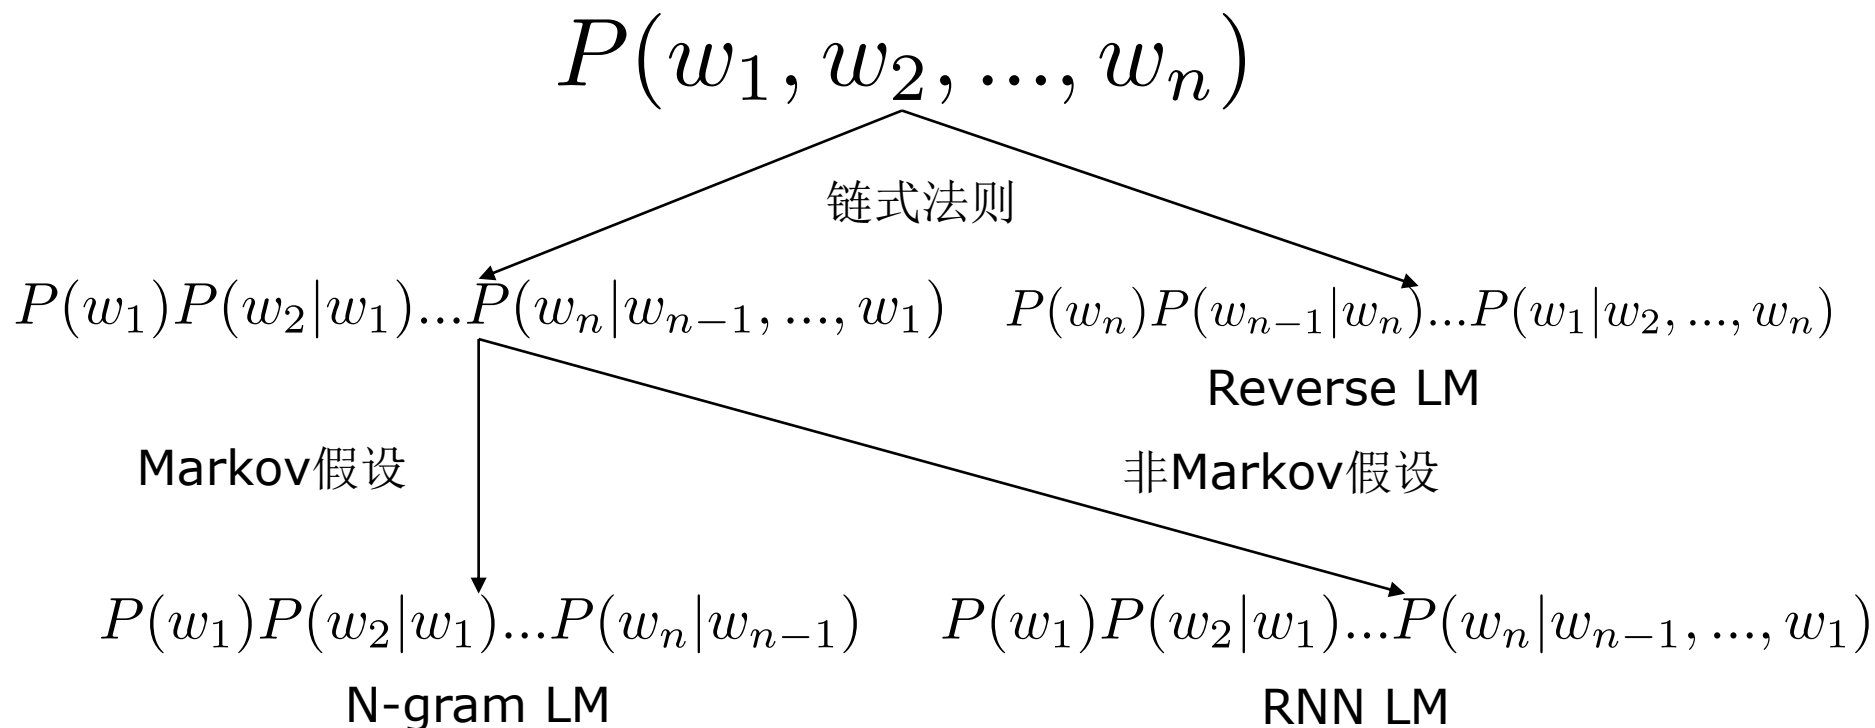 P(w_1, w_2, ..., w_n)
链式法则
P(w_1)P(w_2|w_1)...P(w_n|w_{n-1}, ..., w_1)
P(w_n)P(w_{n-1}|w_n)...P(w_1|w_2, ..., w_n)
Reverse LM
Markov假设
非Markov假设
P(w_1)P(w_2|w_1)...P(w_n|w_{n-1})
P(w_1)P(w_2|w_1)...P(w_n|w_{n-1}, ..., w_1)
N-gram LM
RNN LM